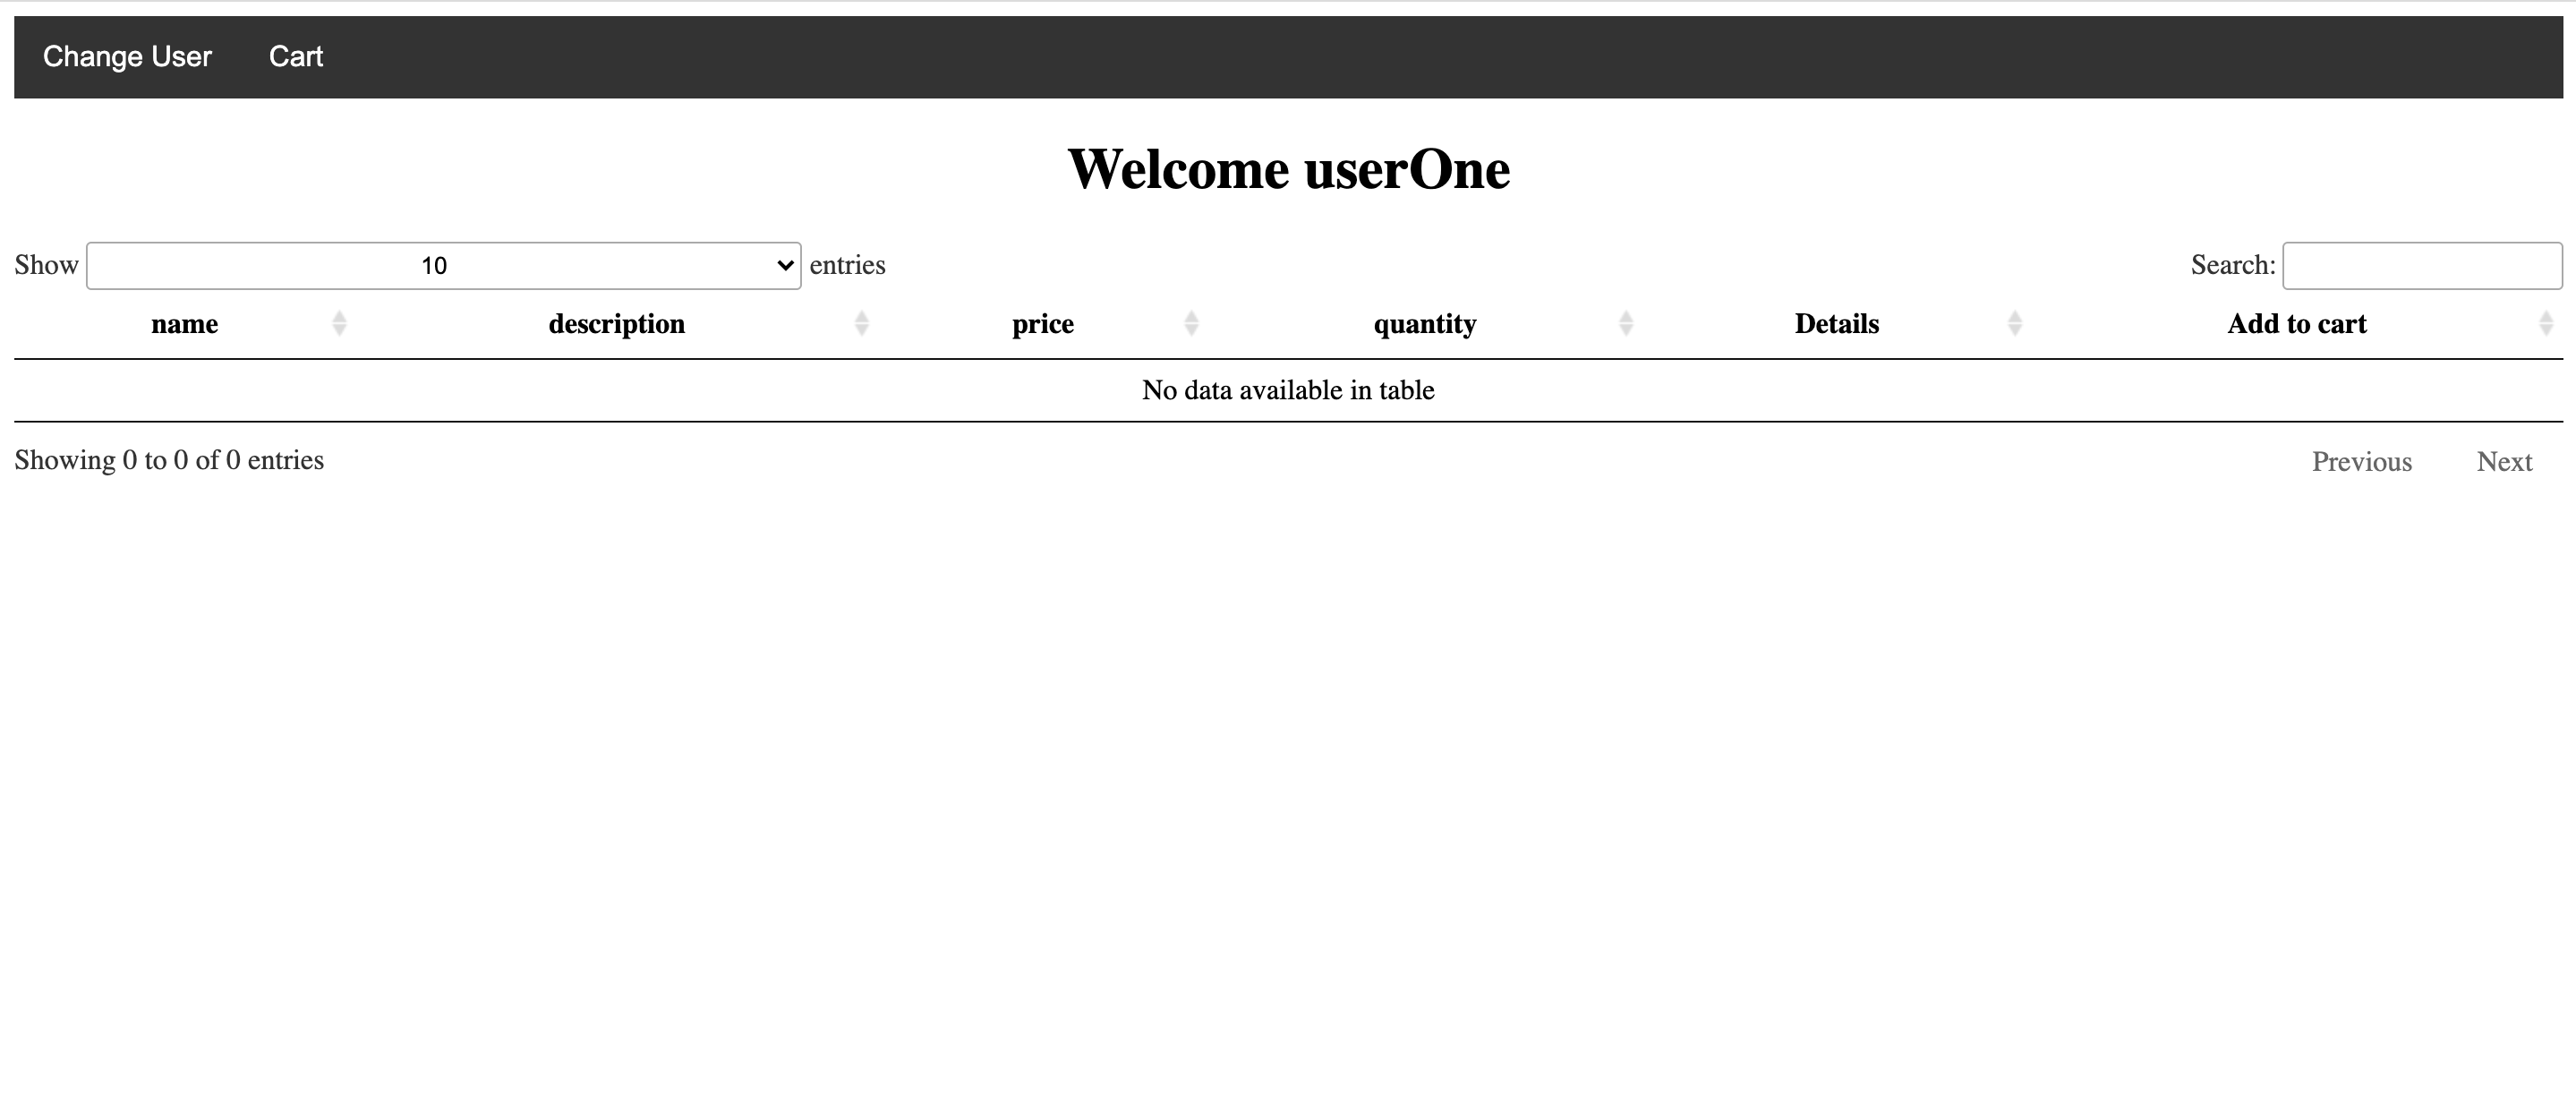 Change User Cart
Welcome userOne
Show 10 entries Search:
name description price quantity Details Add to cart
No data available in table
Showing 0 to 0 of 0 entries Previous Next